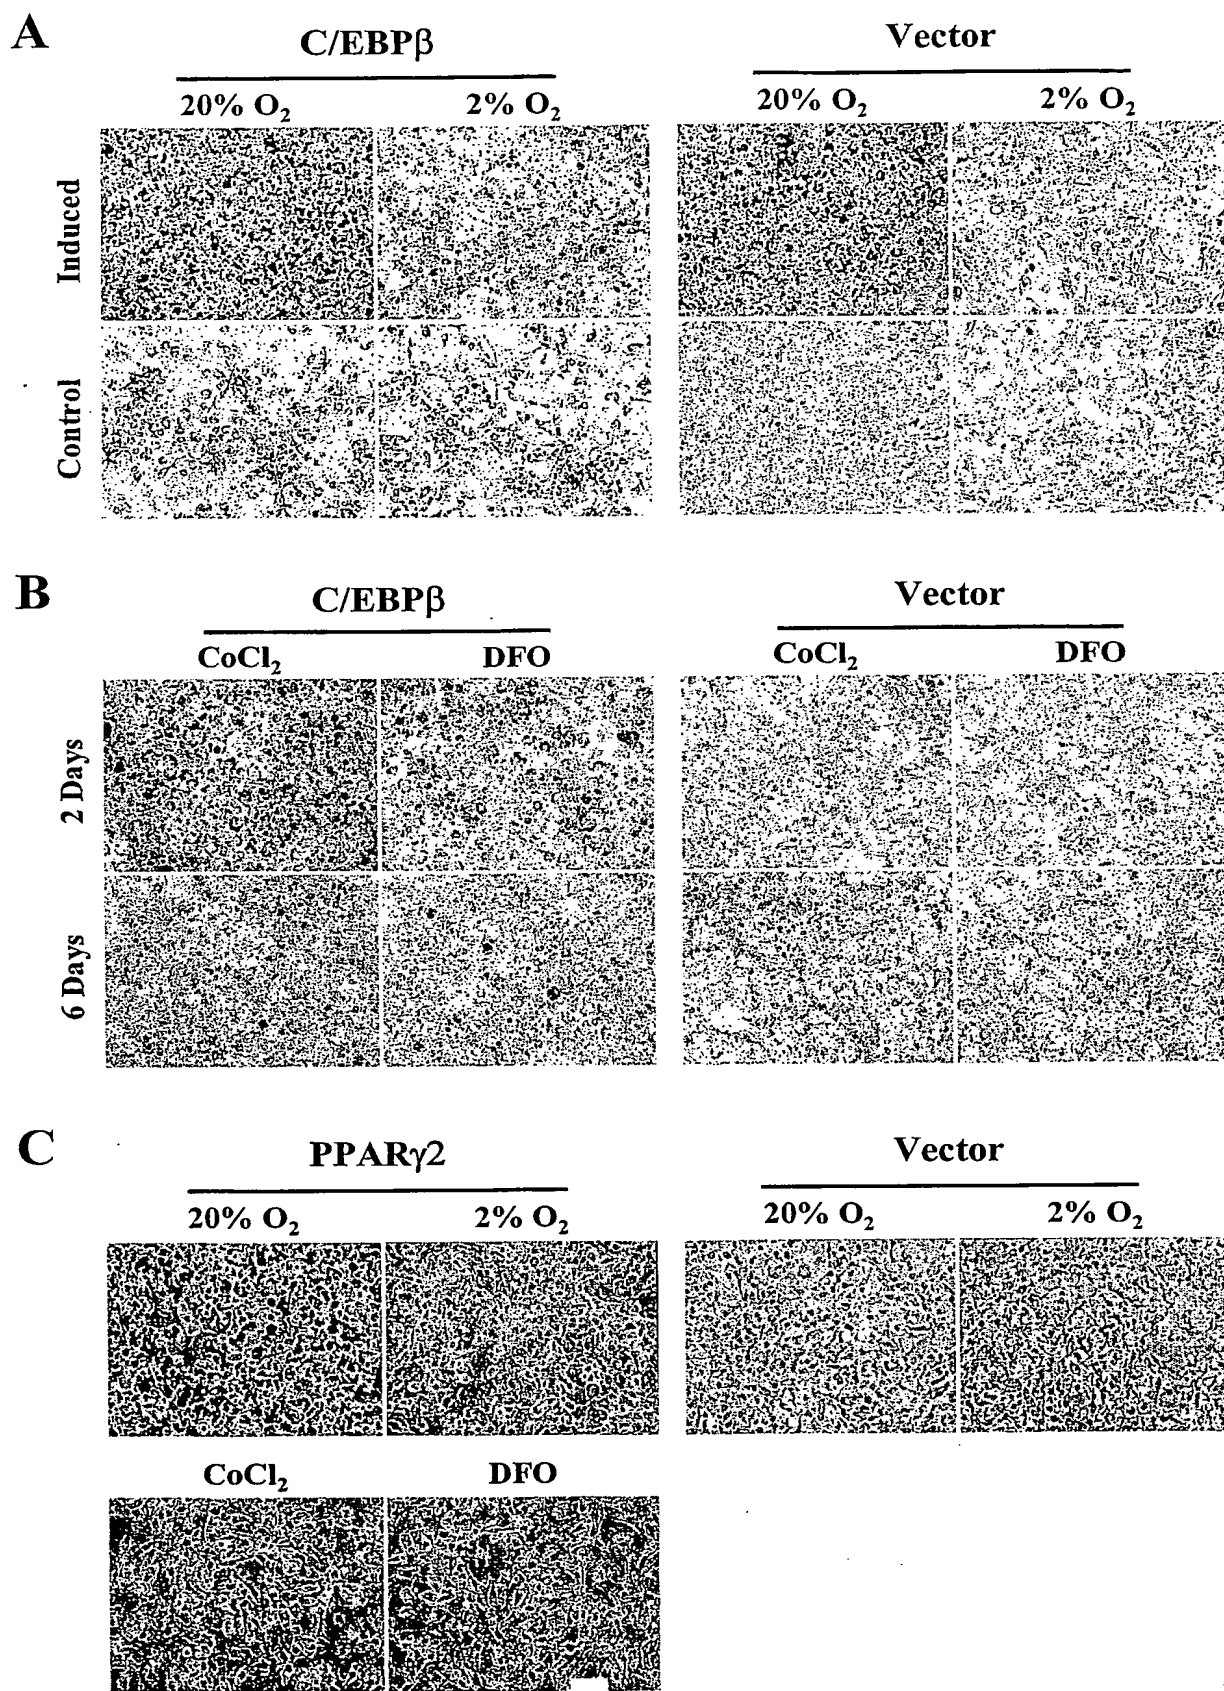 A
C/EBPβ Vector
20% O₂ 2% O₂ 20% O₂ 2% O₂
Induced
Control
B
C/EBPβ Vector
CoCl₂ DFO CoCl₂ DFO
2 Days
6 Days
C
PPARγ2 Vector
20% O₂ 2% O₂ 20% O₂ 2% O₂
CoCl₂ DFO